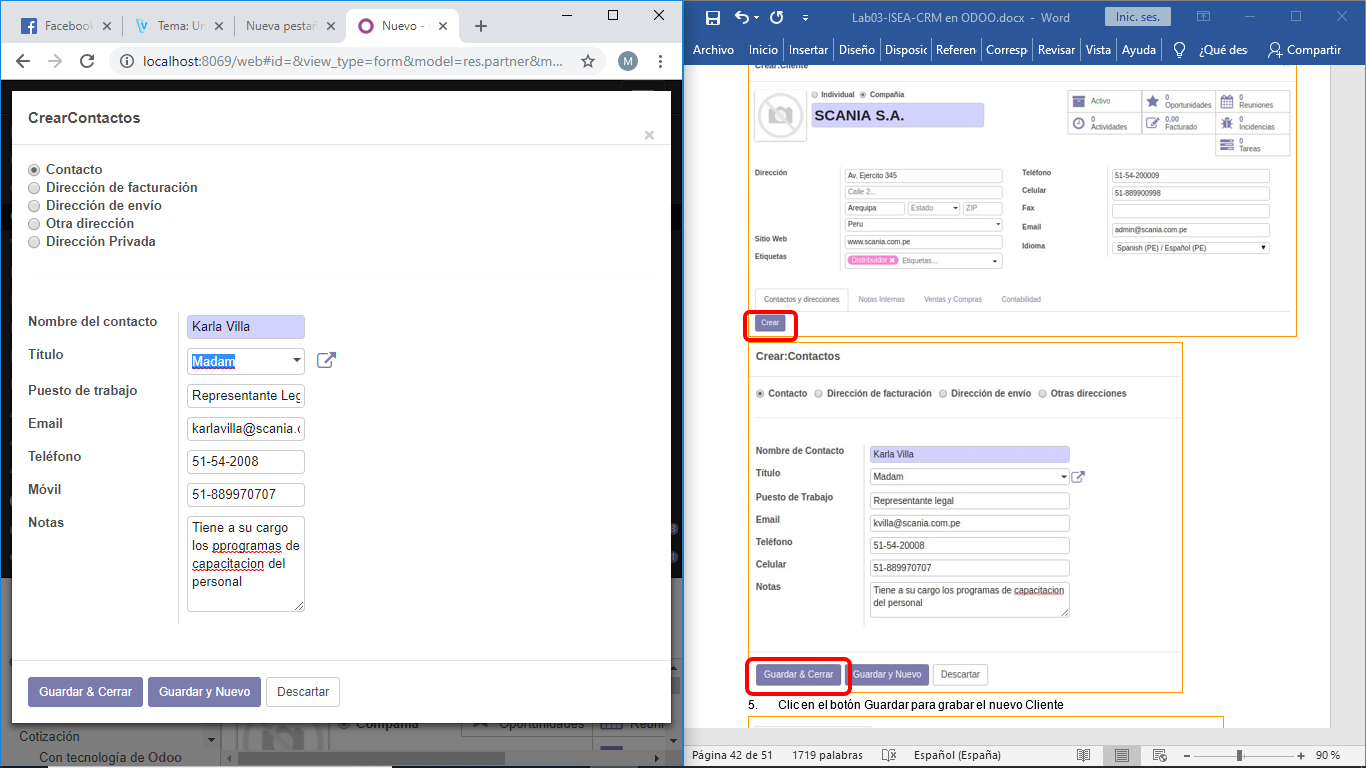 Facebook
Tema: Un
Nueva pestañ
Nuevo -
localhost:8069/web#id=&view_type=form&model=res.partner&m...
M
CrearContactos
Contacto
Dirección de facturación
Dirección de envío
Otra dirección
Dirección Privada
Nombre del contacto
Karla Villa
Título
Madam
Puesto de trabajo
Representante Leg
Email
karlavilla@scania.c
Teléfono
51-54-2008
Móvil
51-889970707
Notas
Tiene a su cargo
los pprogramas de
capacitacion del
personal
Guardar & Cerrar
Guardar y Nuevo
Descartar
Compañía
Oportunidades
Reuni
Cotización
Con tecnología de Odoo
Lab03-ISEA-CRM en ODOO.docx - Word
Inic. ses.
Archivo Inicio Insertar Diseño Disposic Referen Corresp Revisar Vista Ayuda ¿Qué des Compartir
Crear:Cliente
Individual Compañía
SCANIA S.A.
Activo
0 Oportunidades
0 Reuniones
0 Actividades
0,00 Facturado
0 Incidencias
0 Tareas
Dirección
Av. Ejercito 345
Calle 2...
Arequipa Estado ZIP
Peru
Sitio Web
www.scania.com.pe
Etiquetas
Distribuidor Etiquetas...
Teléfono
51-54-200009
Celular
51-889900998
Fax
Email
admin@scania.com.pe
Idioma
Spanish (PE) / Español (PE)
Contactos y direcciones Notas Internas Ventas y Compras Contabilidad
Crear
Crear:Contactos
Contacto Dirección de facturación Dirección de envío Otras direcciones
Nombre de Contacto
Karla Villa
Título
Madam
Puesto de Trabajo
Representante legal
Email
kvilla@scania.com.pe
Teléfono
51-54-20008
Celular
51-889970707
Notas
Tiene a su cargo los programas de capacitacion
del personal
Guardar & Cerrar Guardar y Nuevo Descartar
5. Clic en el botón Guardar para grabar el nuevo Cliente
Página 42 de 51 1719 palabras Español (España) 90 %